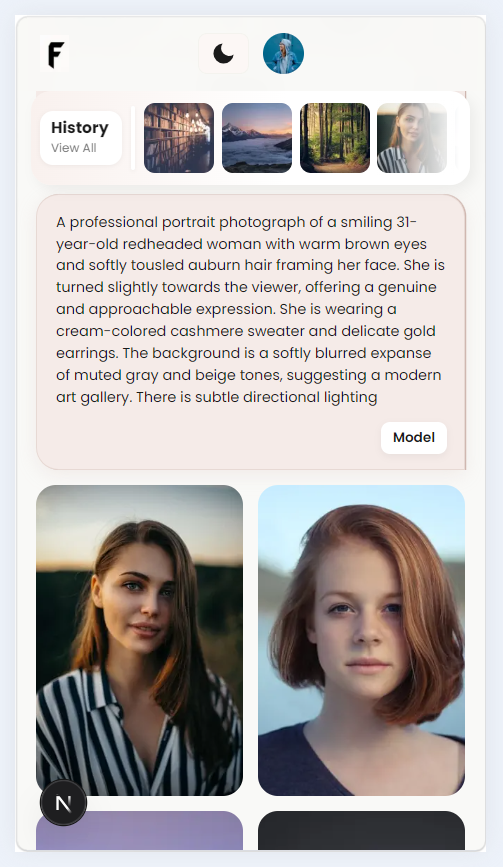 F
History
View All
A professional portrait photograph of a smiling 31-
year-old redheaded woman with warm brown eyes
and softly tousled auburn hair framing her face. She is
turned slightly towards the viewer, offering a genuine
and approachable expression. She is wearing a
cream-colored cashmere sweater and delicate gold
earrings. The background is a softly blurred expanse
of muted gray and beige tones, suggesting a modern
art gallery. There is subtle directional lighting
Model
N